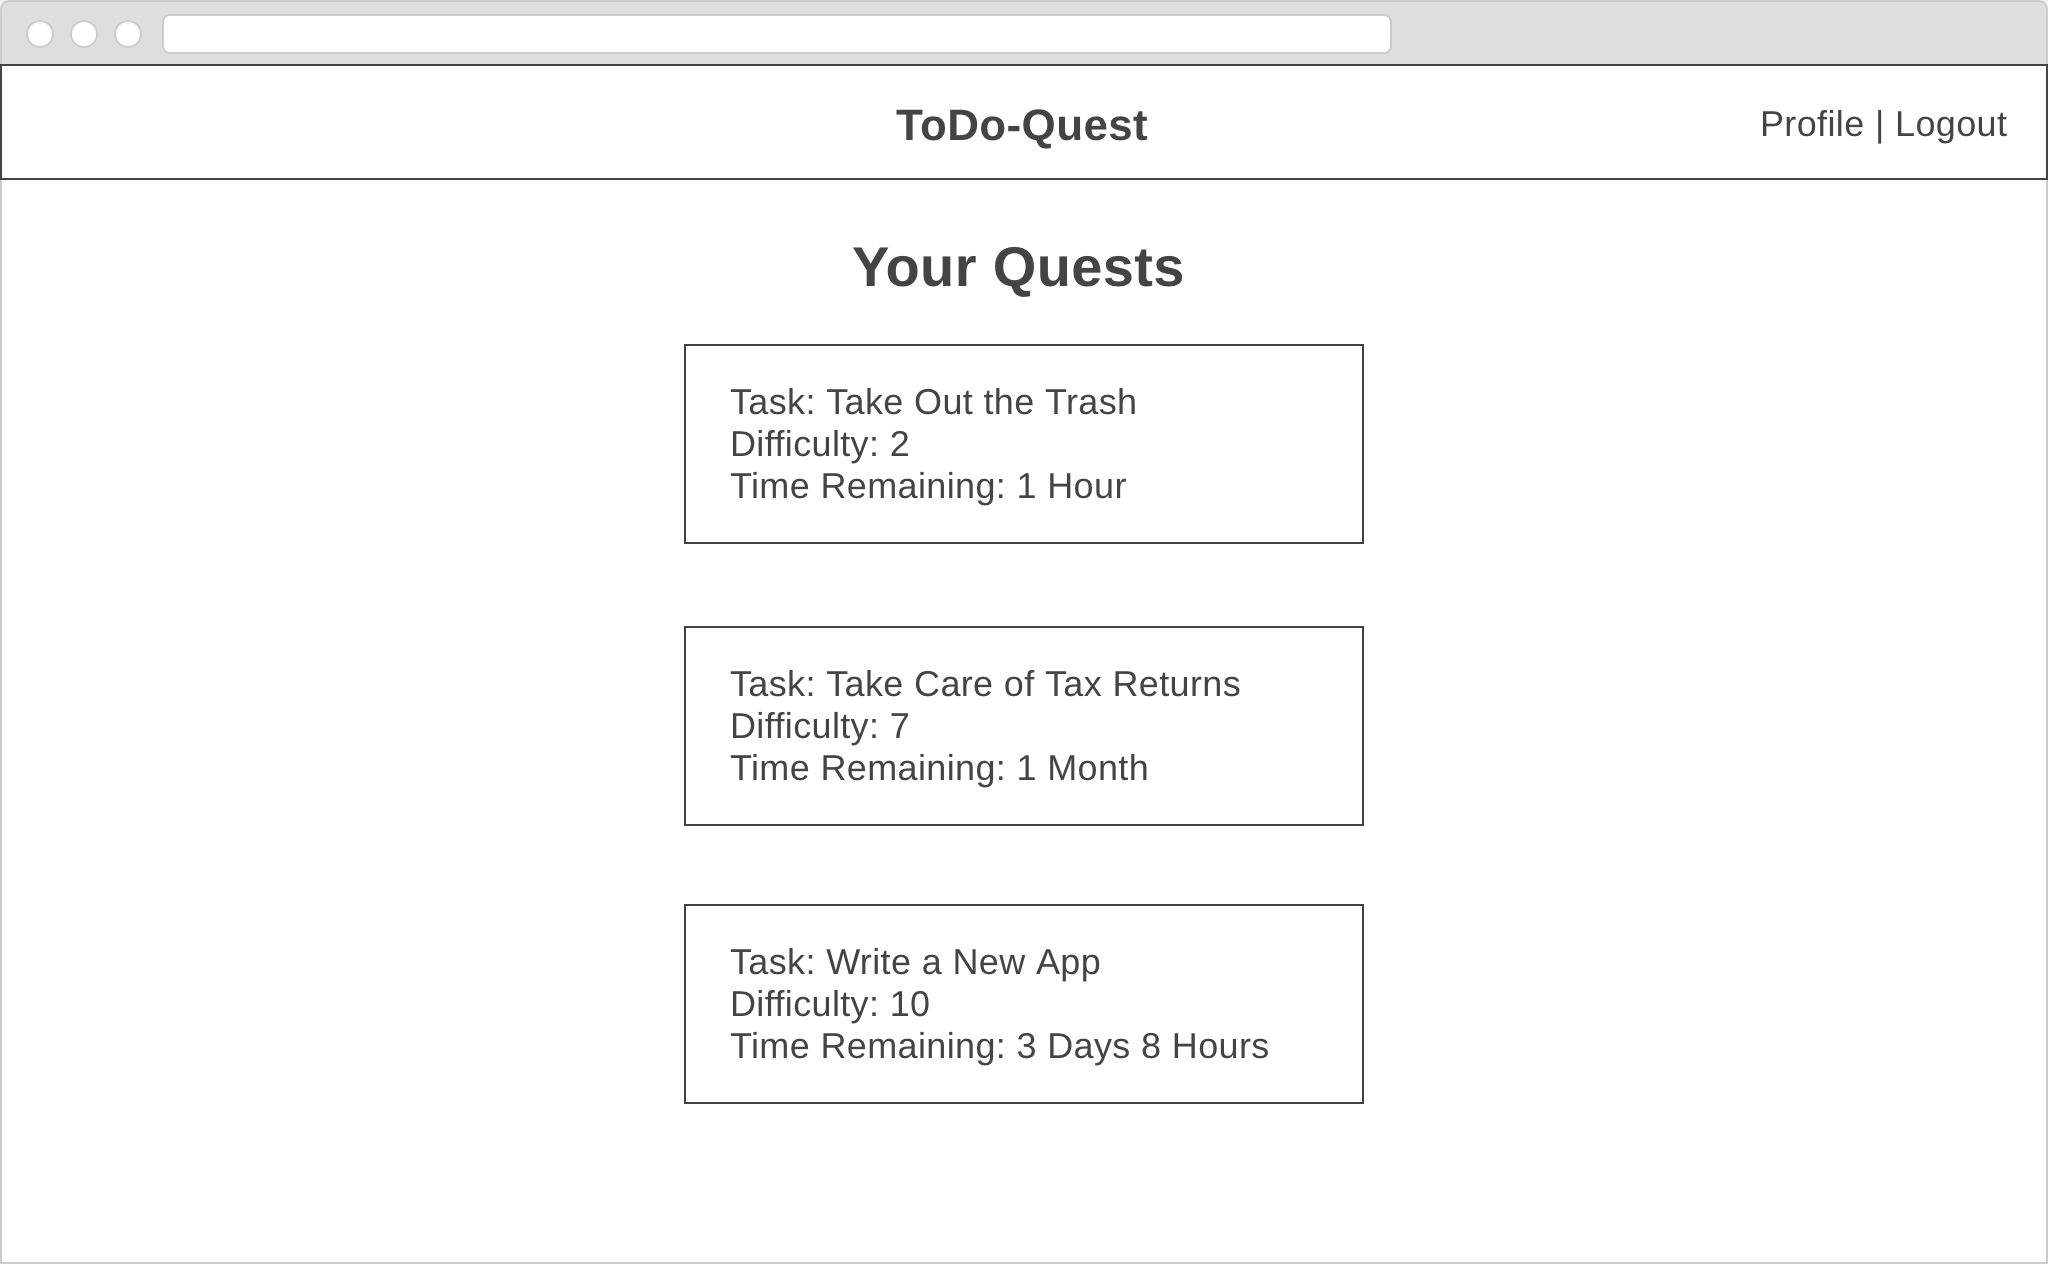 ToDo-Quest
Profile | Logout
Your Quests
Task: Take Out the Trash
Difficulty: 2
Time Remaining: 1 Hour
Task: Take Care of Tax Returns
Difficulty: 7
Time Remaining: 1 Month
Task: Write a New App
Difficulty: 10
Time Remaining: 3 Days 8 Hours